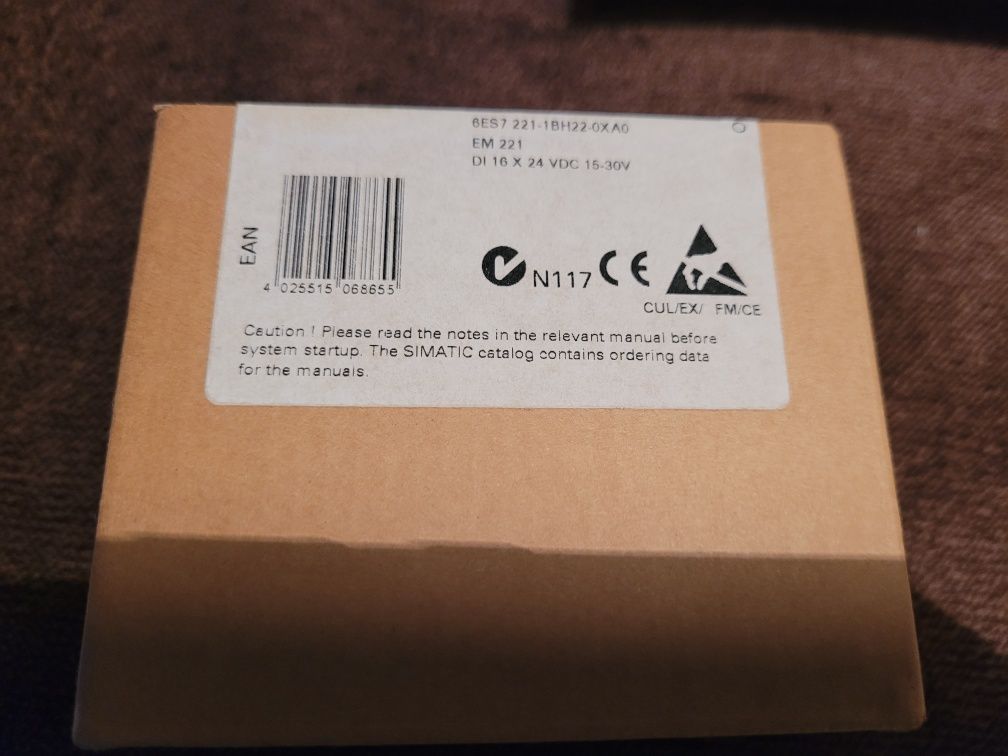 6ES7 221-1BH22-0XA0
EM 221
DI 16 X 24 VDC 15-30V
EAN
4 025515 068655
N117 CE
CUL/EX/ FM/CE
Caution ! Please read the notes in the relevant manual before
system startup. The SIMATIC catalog contains ordering data
for the manuals.